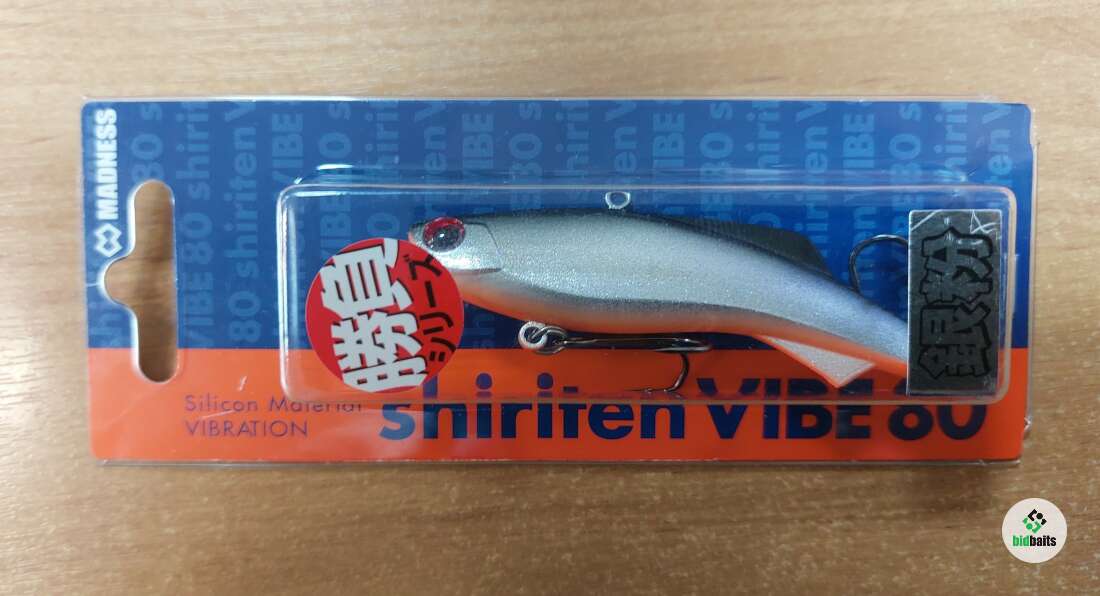 MADNESS
勝負
シリーズ
銀粉
Silicon Material
VIBRATION
shiriten VIBE 80
bidbaits